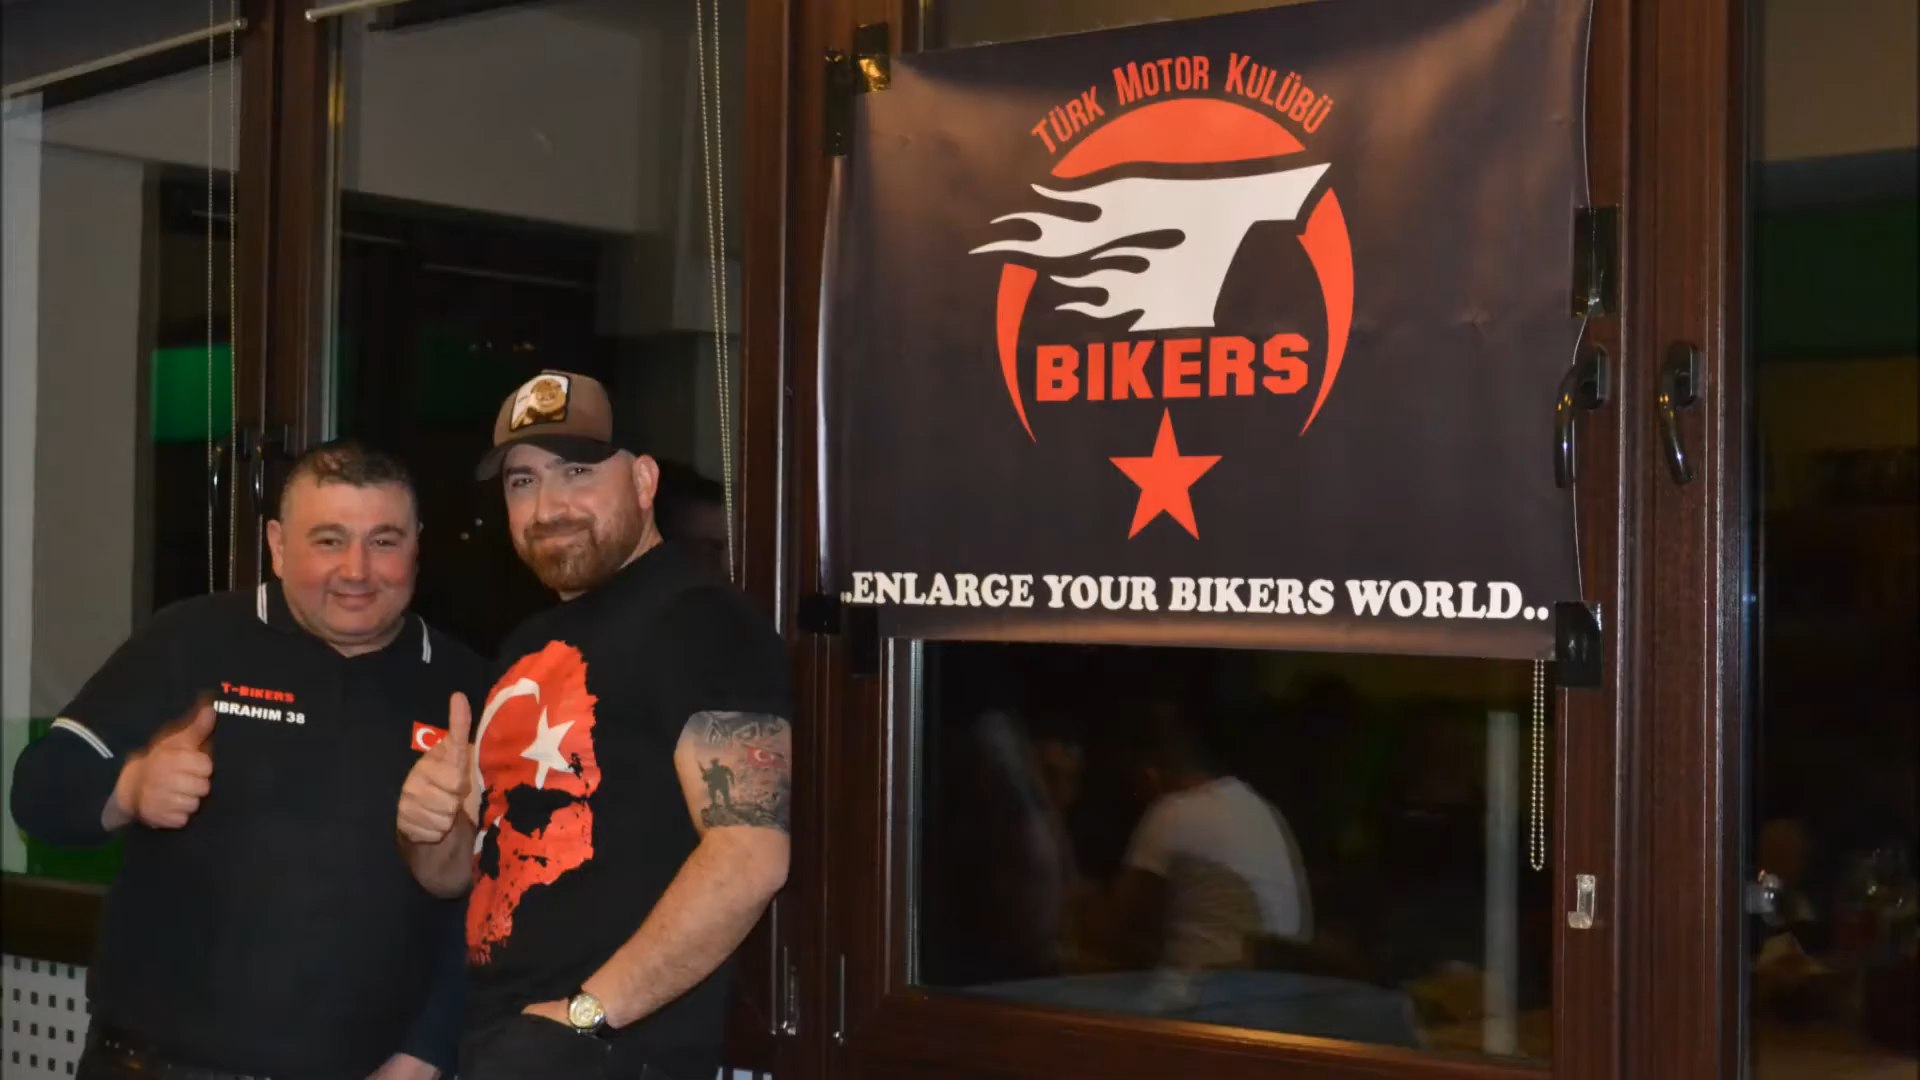 TÜRK MOTOR KULÜBÜ
BIKERS
..ENLARGE YOUR BIKERS WORLD..
T-BIKERS
IBRAHIM 38